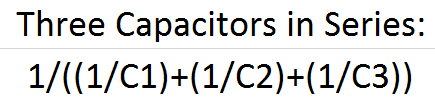 Three Capacitors in Series:
1/((1/C1)+(1/C2)+(1/C3))